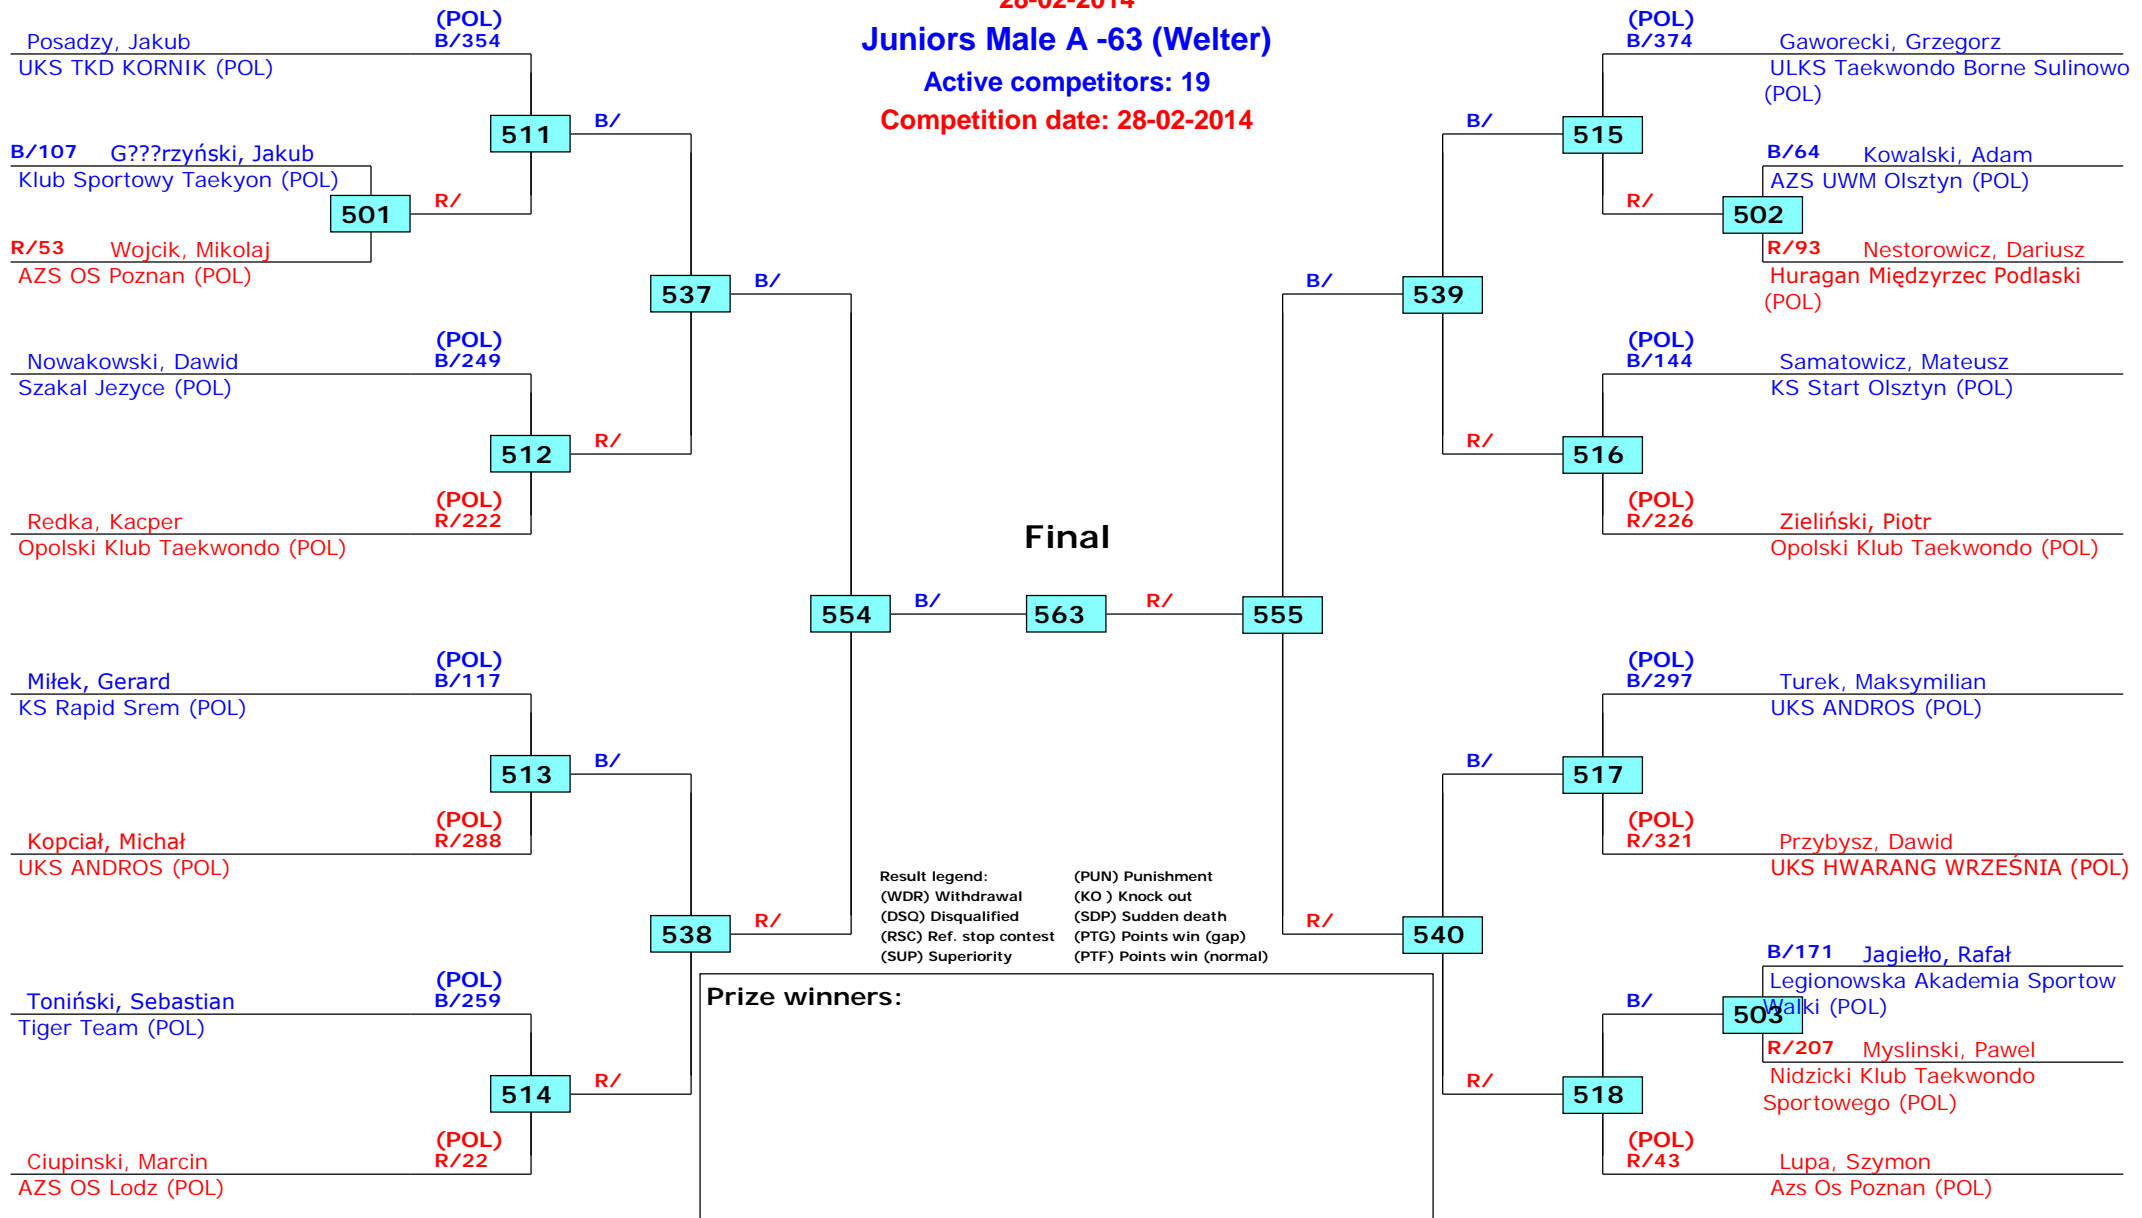 28-02-2014
Juniors Male A -63 (Welter)
Active competitors: 19
Competition date: 28-02-2014
(POL)
Posadzy, Jakub B/354
UKS TKD KORNIK (POL)
511 B/
B/107 G???rzyński, Jakub
Klub Sportowy Taekyon (POL)
501 R/
R/53 Wojcik, Mikolaj
AZS OS Poznan (POL)
537 B/
(POL)
Nowakowski, Dawid B/249
Szakal Jezyce (POL)
512 R/
(POL)
Redka, Kacper R/222
Opolski Klub Taekwondo (POL)
554 B/
(POL)
Miłek, Gerard B/117
KS Rapid Srem (POL)
513 B/
(POL)
Kopciał, Michał R/288
UKS ANDROS (POL)
538 R/
(POL)
Toniński, Sebastian B/259
Tiger Team (POL)
514 R/
(POL)
Ciupinski, Marcin R/22
AZS OS Lodz (POL)
Final
563
(POL)
B/374 Gaworecki, Grzegorz
ULKS Taekwondo Borne Sulinowo
(POL)
B/ 515
B/64 Kowalski, Adam
AZS UWM Olsztyn (POL)
R/ 502
R/93 Nestorowicz, Dariusz
Huragan Międzyrzec Podlaski
(POL)
B/ 539
(POL)
B/144 Samatowicz, Mateusz
KS Start Olsztyn (POL)
R/ 516
(POL)
R/226 Zieliński, Piotr
Opolski Klub Taekwondo (POL)
R/ 555
(POL)
B/297 Turek, Maksymilian
UKS ANDROS (POL)
B/ 517
(POL)
R/321 Przybysz, Dawid
UKS HWARANG WRZEŚNIA (POL)
R/ 540
B/171 Jagiełło, Rafał
Legionowska Akademia Sportow
Walki (POL)
B/ 503
R/207 Myslinski, Pawel
Nidzicki Klub Taekwondo
Sportowego (POL)
R/ 518
(POL)
R/43 Lupa, Szymon
Azs Os Poznan (POL)
Result legend: (PUN) Punishment
(WDR) Withdrawal (KO ) Knock out
(DSQ) Disqualified (SDP) Sudden death
(RSC) Ref. stop contest (PTG) Points win (gap)
(SUP) Superiority (PTF) Points win (normal)
Prize winners: